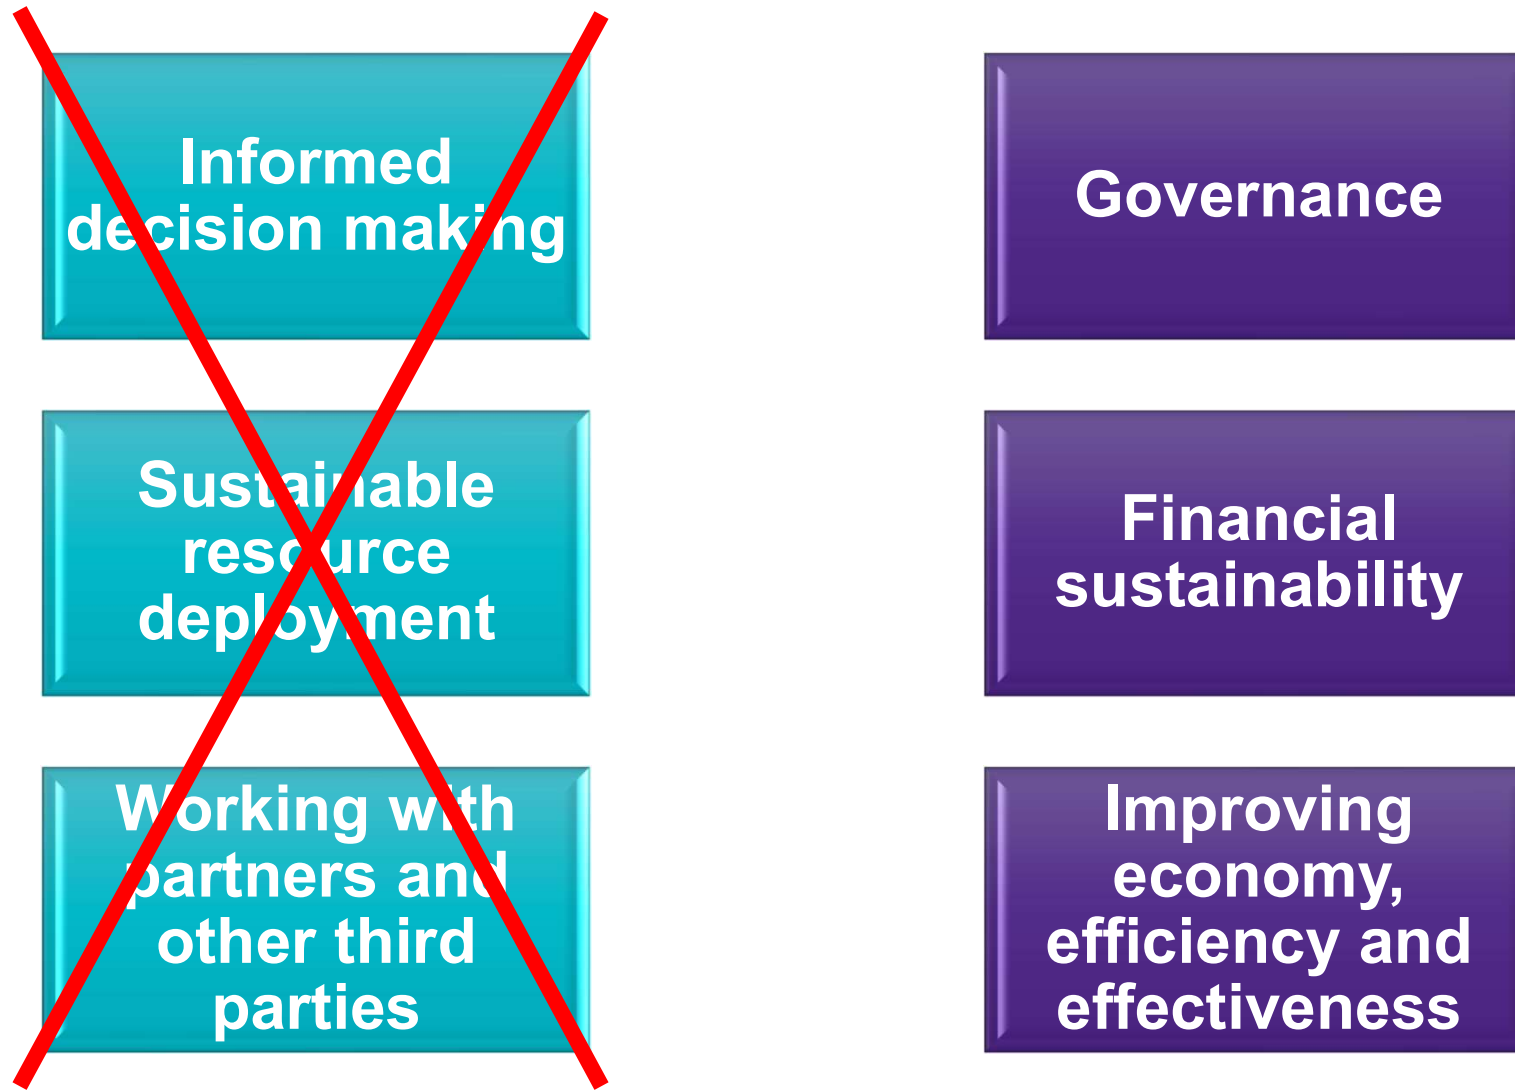 Informed
decision making
Sustainable
resource
deployment
Working with
partners and
other third
parties
Governance
Financial
sustainability
Improving
economy,
efficiency and
effectiveness